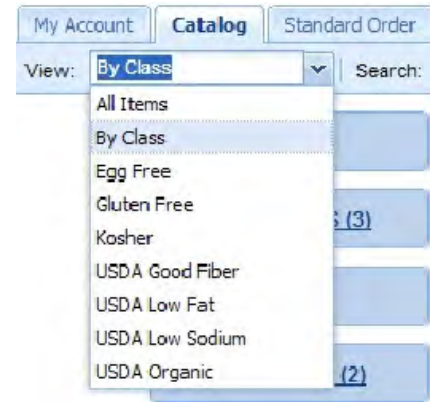 My Account Catalog Standard Order
View: By Class Search:
All Items
By Class
Egg Free
Gluten Free
(3)
Kosher
USDA Good Fiber
USDA Low Fat
USDA Low Sodium
USDA Organic (2)